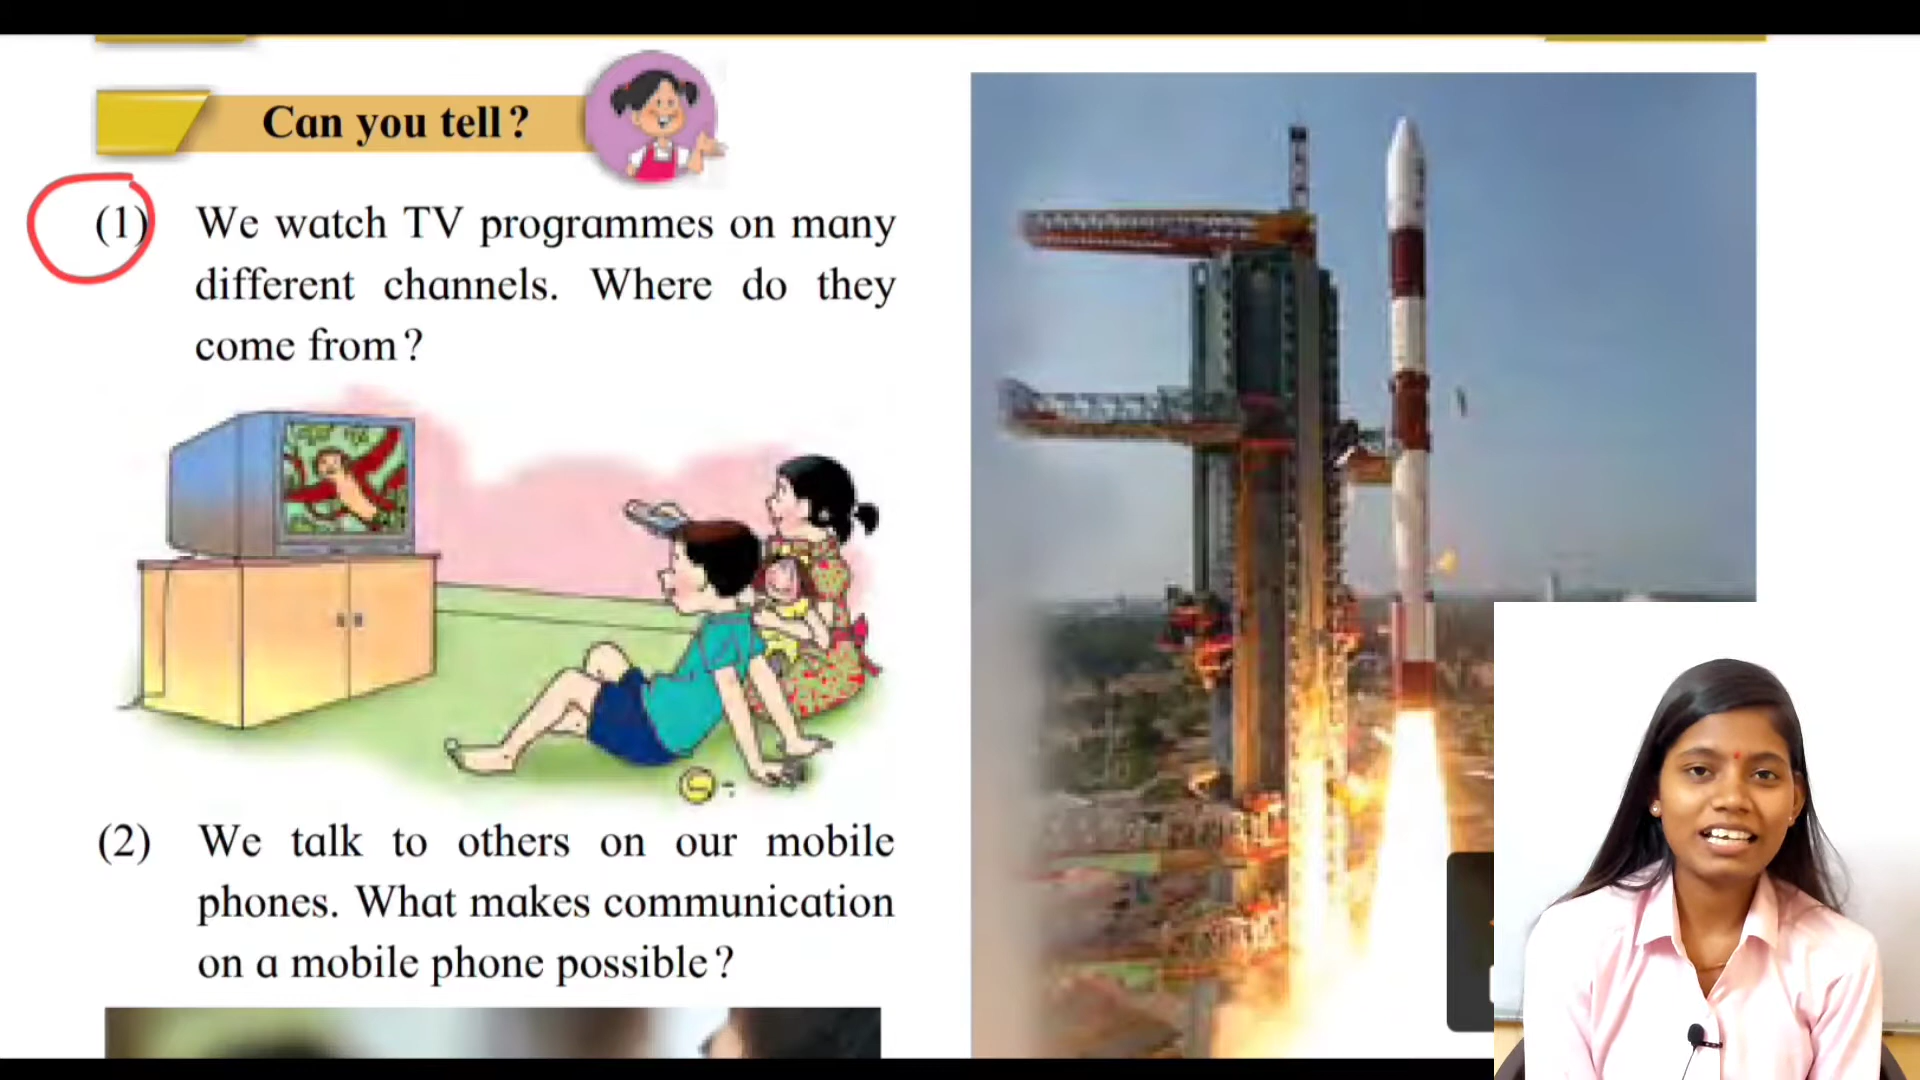 Can you tell?
(1) We watch TV programmes on many
different channels. Where do they
come from?
(2) We talk to others on our mobile
phones. What makes communication
on a mobile phone possible?